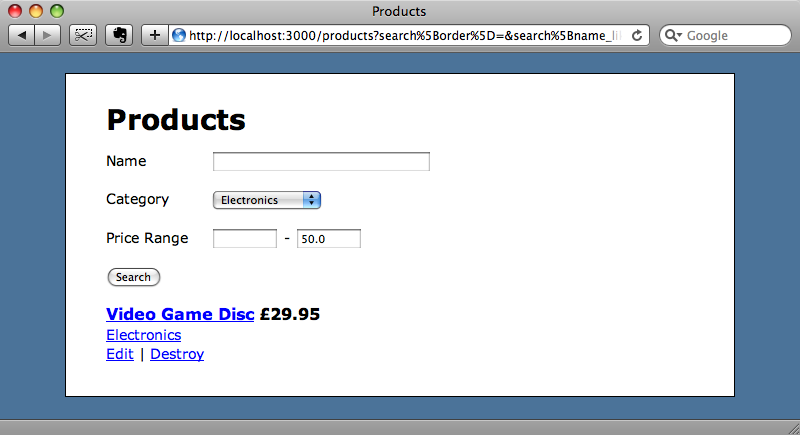 Products
http://localhost:3000/products?search%5Border%5D=&search%5Bname_li
Google
Products
Name
Category Electronics
Price Range - 50.0
Search
Video Game Disc £29.95
Electronics
Edit | Destroy